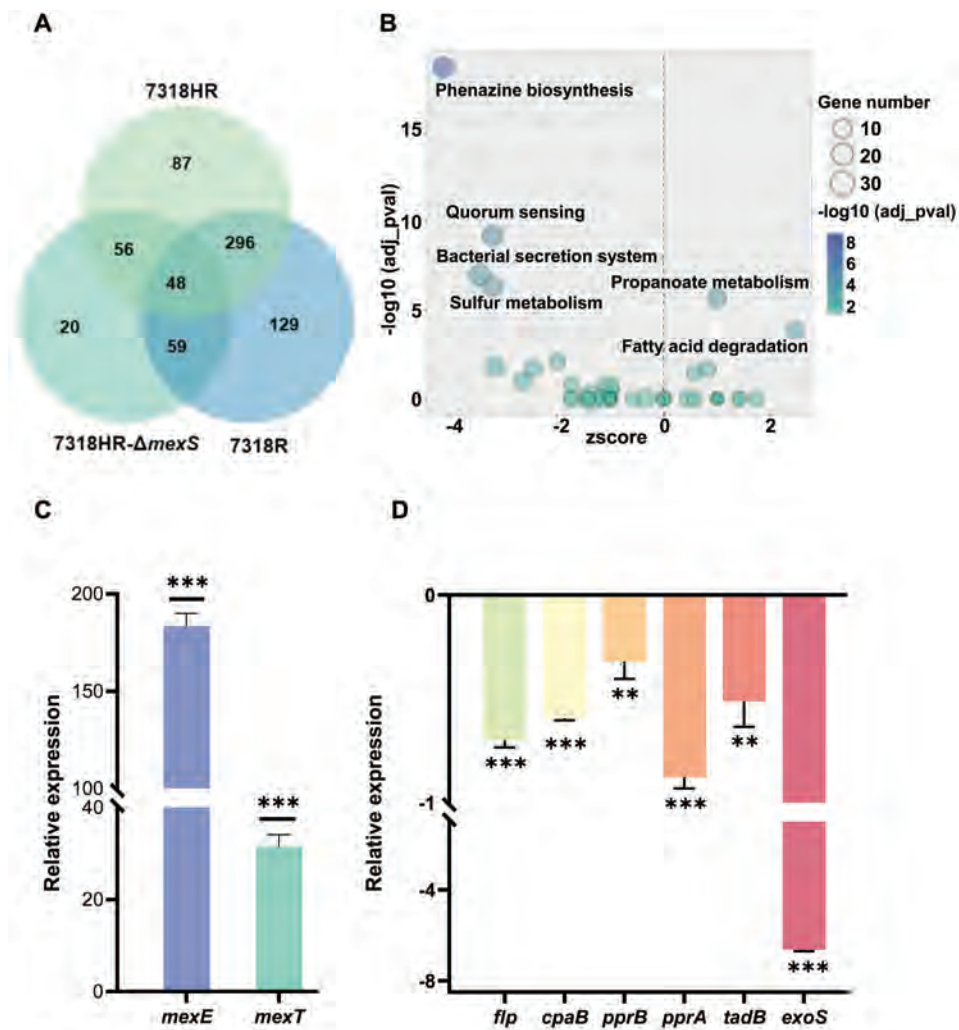 A
7318HR
87
56
296
48
20
59
129
7318HR-ΔmexS
7318R
B
Phenazine biosynthesis
Quorum sensing
Bacterial secretion system
Sulfur metabolism
Propanoate metabolism
Fatty acid degradation
-log10 (adj_pval)
15
10
5
0
-4
-2
0
2
zscore
Gene number
10
20
30
-log10 (adj_pval)
8
6
4
2
C
Relative expression
200
150
100
40
20
0
***
***
mexE
mexT
D
Relative expression
0
-1
-4
-8
***
***
**
***
**
***
flp
cpaB
pprB
pprA
tadB
exoS